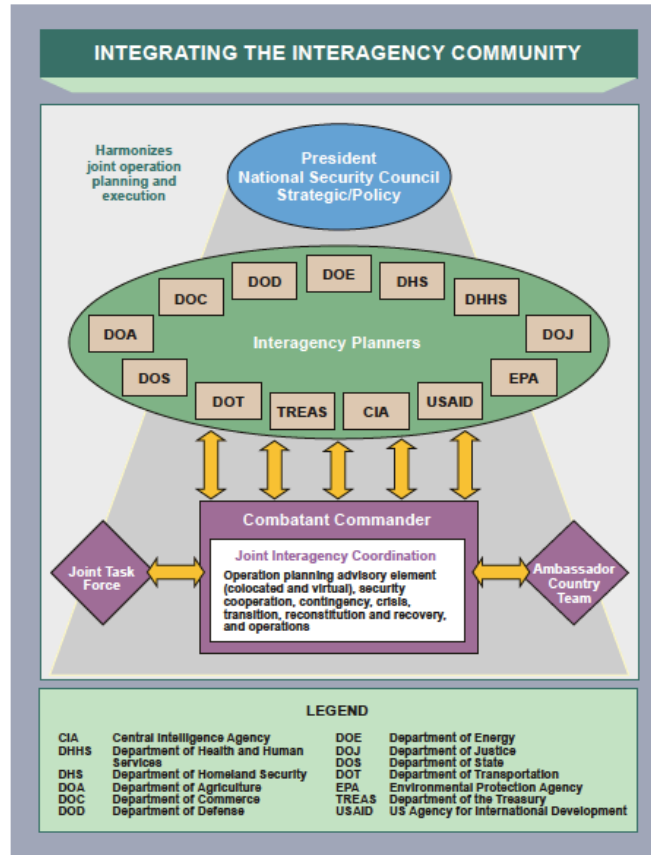 INTEGRATING THE INTERAGENCY COMMUNITY
Harmonizes
joint operation
planning and
execution
President
National Security Council
Strategic/Policy
DOE
DOD
DHS
DOC
DHHS
DOA
DOJ
Interagency Planners
DOS
EPA
DOT
TREAS
CIA
USAID
Combatant Commander
Joint Interagency Coordination
Operation planning advisory element
(colocated and virtual), security
cooperation, contingency, crisis,
transition, reconstitution and recovery,
and operations
Joint Task
Force
Ambassador
Country
Team
LEGEND
CIA Central Intelligence Agency
DHHS Department of Health and Human
Services
DHS Department of Homeland Security
DOA Department of Agriculture
DOC Department of Commerce
DOD Department of Defense
DOE Department of Energy
DOJ Department of Justice
DOS Department of State
DOT Department of Transportation
EPA Environmental Protection Agency
TREAS Department of the Treasury
USAID US Agency for International Development